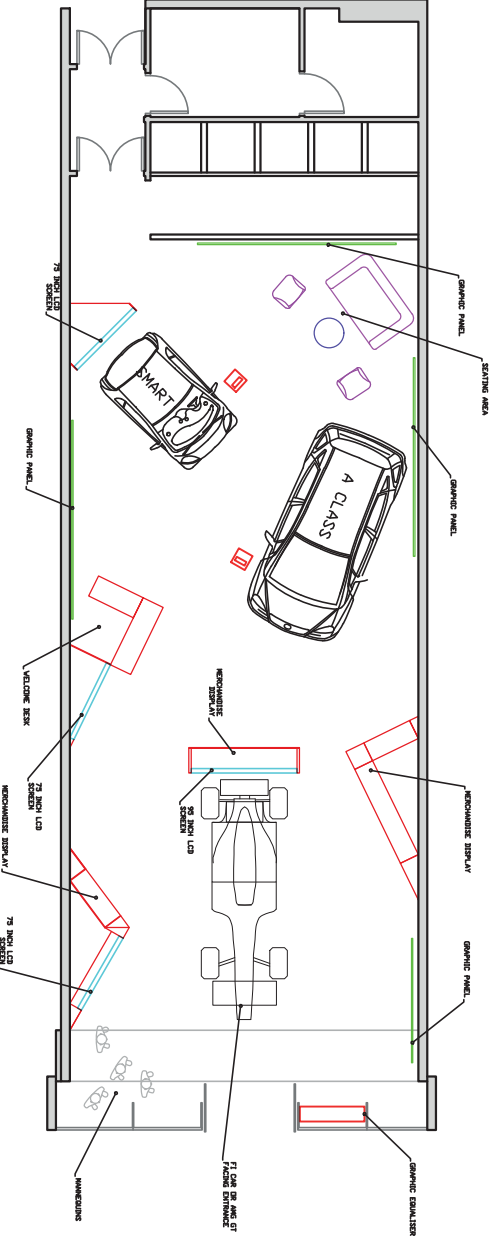 GRAPHIC PANEL
SEATING AREA
75 INCH LCD
SCREEN
SMART
GRAPHIC PANEL
A CLASS
GRAPHIC PANEL
WELCOME DESK
MERCHANDISE
DISPLAY
75 INCH LCD
SCREEN
95 INCH LCD
SCREEN
MERCHANDISE DISPLAY
MERCHANDISE DISPLAY
75 INCH LCD
SCREEN
GRAPHIC PANEL
F1 CAR OR AMG GT
FACING ENTRANCE
MANNEQUINS
GRAPHIC EQUALISER